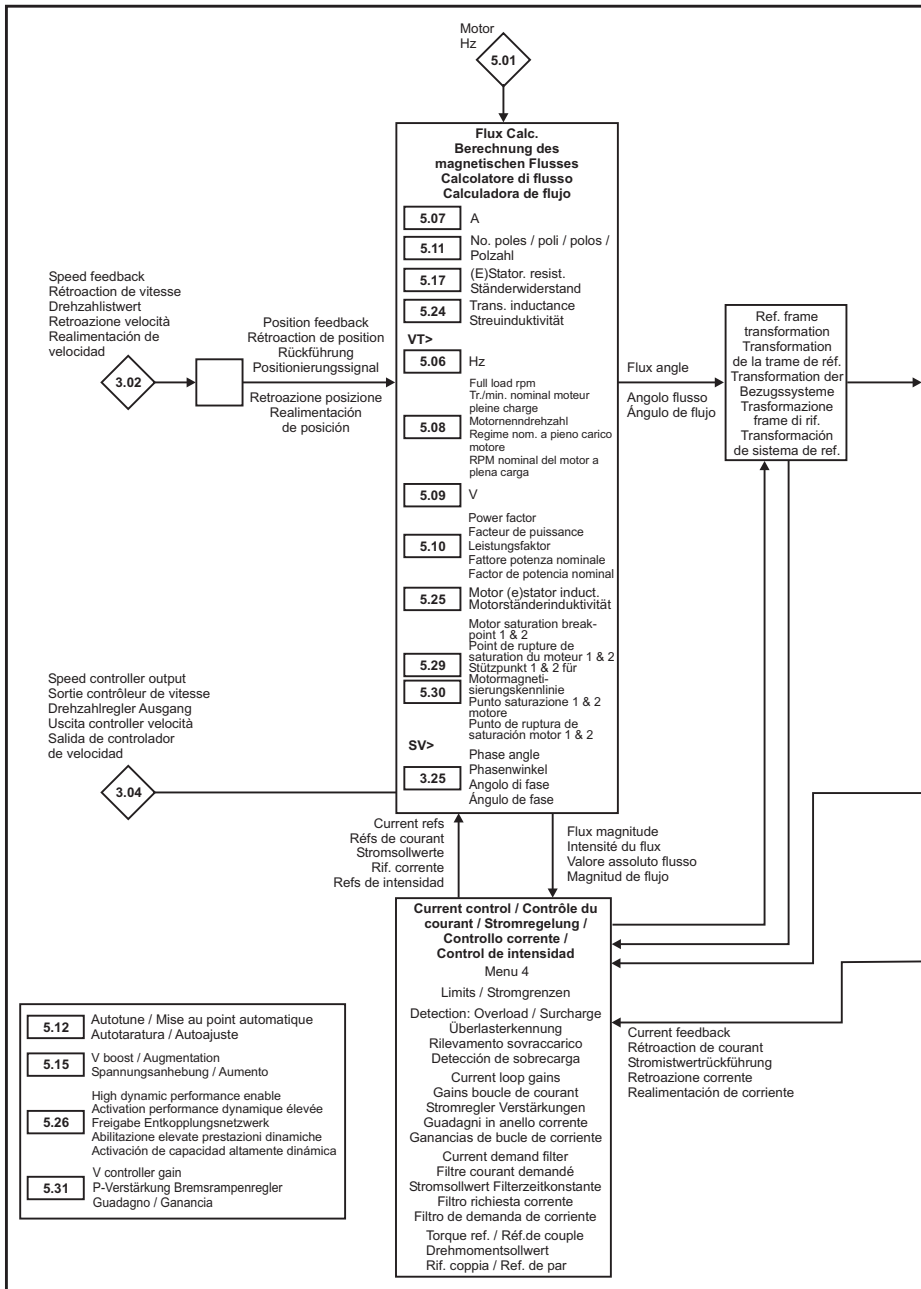 Motor
Hz
5.01
Flux Calc.
Berechnung des
magnetischen Flusses
Calcolatore di flusso
Calculadora de flujo
5.07
A
5.11
No. poles / poli / polos /
Polzahl
5.17
(E)Stator. resist.
Ständerwiderstand
5.24
Trans. inductance
Streuinduktivität
VT>
5.06
Hz
5.08
Full load rpm
Tr./min. nominal moteur
pleine charge
Motornenndrehzahl
Regime nom. a pieno carico
motore
RPM nominal del motor a
plena carga
5.09
V
5.10
Power factor
Facteur de puissance
Leistungsfaktor
Fattore potenza nominale
Factor de potencia nominal
5.25
Motor (e)stator induct.
Motorständerinduktivität
5.29
5.30
Motor saturation break-
point 1 & 2
Point de rupture de
saturation du moteur 1 & 2
Stützpunkt 1 & 2 für
Motormagneti-
sierungskennlinie
Punto saturazione 1 & 2
motore
Punto de ruptura de
saturación motor 1 & 2
SV>
3.25
Phase angle
Phasenwinkel
Angolo di fase
Ángulo de fase
Speed feedback
Rétroaction de vitesse
Drehzahlistwert
Retroazione velocità
Realimentación de
velocidad
3.02
Position feedback
Rétroaction de position
Rückführung
Positionierungssignal
Retroazione posizione
Realimentación
de posición
Flux angle
Angolo flusso
Ángulo de flujo
Ref. frame
transformation
Transformation
de la trame de réf.
Transformation der
Bezugssysteme
Trasformazione
frame di rif.
Transformación
de sistema de ref.
Speed controller output
Sortie contrôleur de vitesse
Drehzahlregler Ausgang
Uscita controller velocità
Salida de controlador
de velocidad
3.04
Current refs
Réfs de courant
Stromsollwerte
Rif. corrente
Refs de intensidad
Flux magnitude
Intensité du flux
Valore assoluto flusso
Magnitud de flujo
Current control / Contrôle du
courant / Stromregelung /
Controllo corrente /
Control de intensidad
Menu 4
Limits / Stromgrenzen
Detection: Overload / Surcharge
Überlasterkennung
Rilevamento sovraccarico
Detección de sobrecarga
Current loop gains
Gains boucle de courant
Stromregler Verstärkungen
Guadagni in anello corrente
Ganancias de bucle de corriente
Current demand filter
Filtre courant demandé
Stromsollwert Filterzeitkonstante
Filtro richiesta corrente
Filtro de demanda de corriente
Torque ref. / Réf.de couple
Drehmomentsollwert
Rif. coppia / Ref. de par
Current feedback
Rétroaction de courant
Stromistwertrückführung
Retroazione corrente
Realimentación de corriente
5.12
Autotune / Mise au point automatique
Autotaratura / Autoajuste
5.15
V boost / Augmentation
Spannungsanhebung / Aumento
5.26
High dynamic performance enable
Activation performance dynamique élevée
Freigabe Entkopplungsnetzwerk
Abilitazione elevate prestazioni dinamiche
Activación de capacidad altamente dinámica
5.31
V controller gain
P-Verstärkung Bremsrampenregler
Guadagno / Ganancia